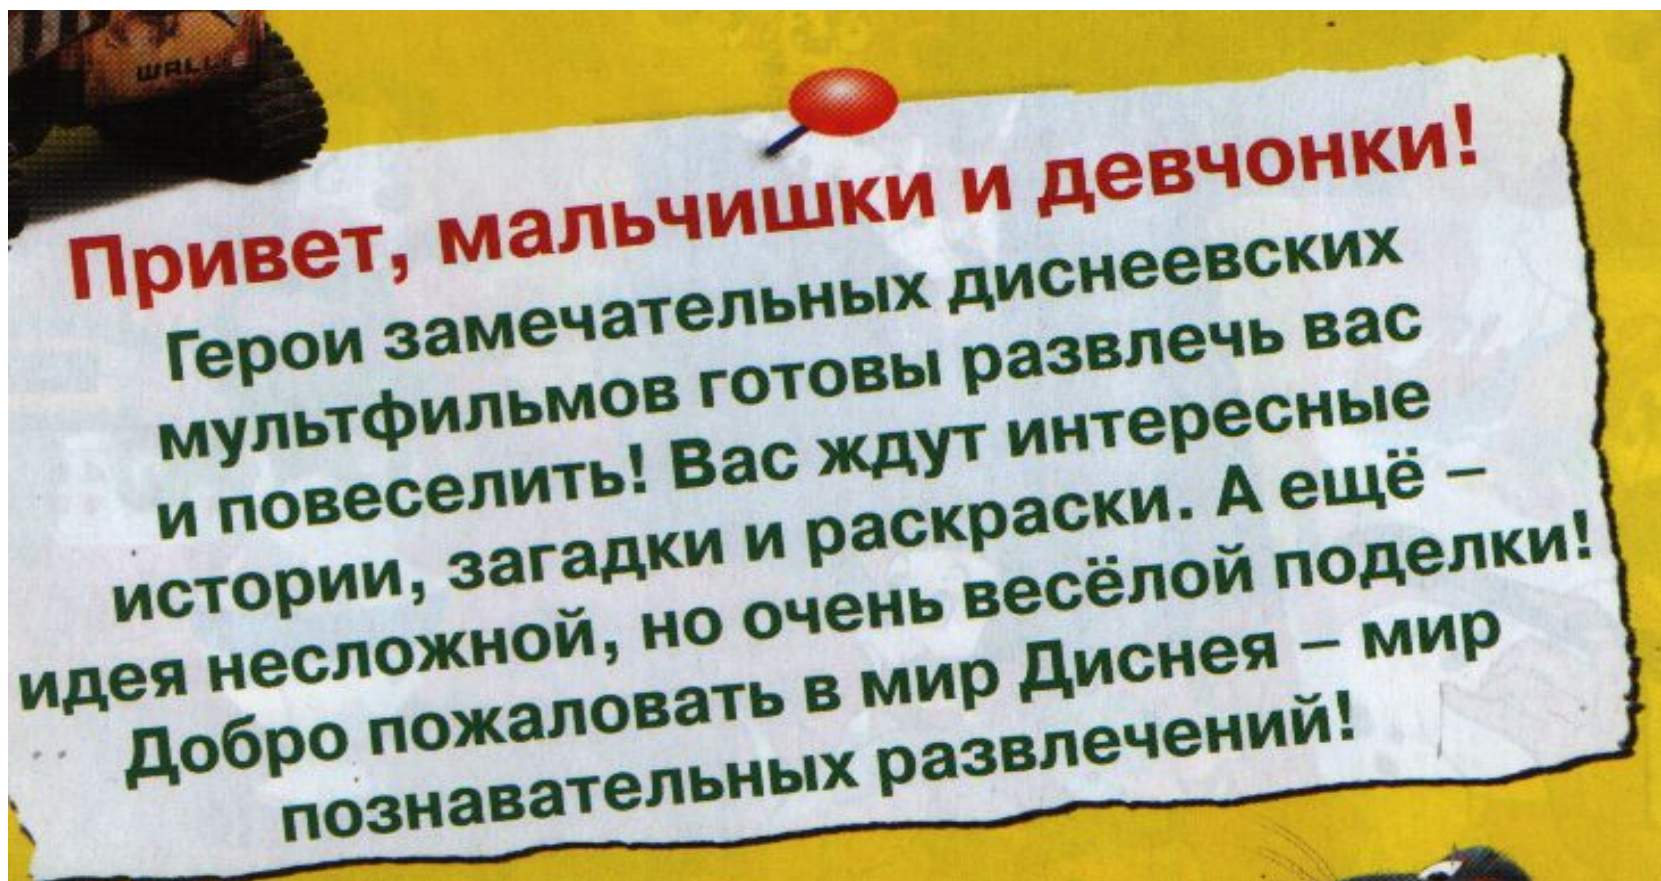 WALL
Привет, мальчишки и девчонки!
Герои замечательных диснеевских
мультфильмов готовы развлечь вас
и повеселить! Вас ждут интересные
истории, загадки и раскраски. А ещё –
идея несложной, но очень весёлой поделки!
Добро пожаловать в мир Диснея – мир
познавательных развлечений!